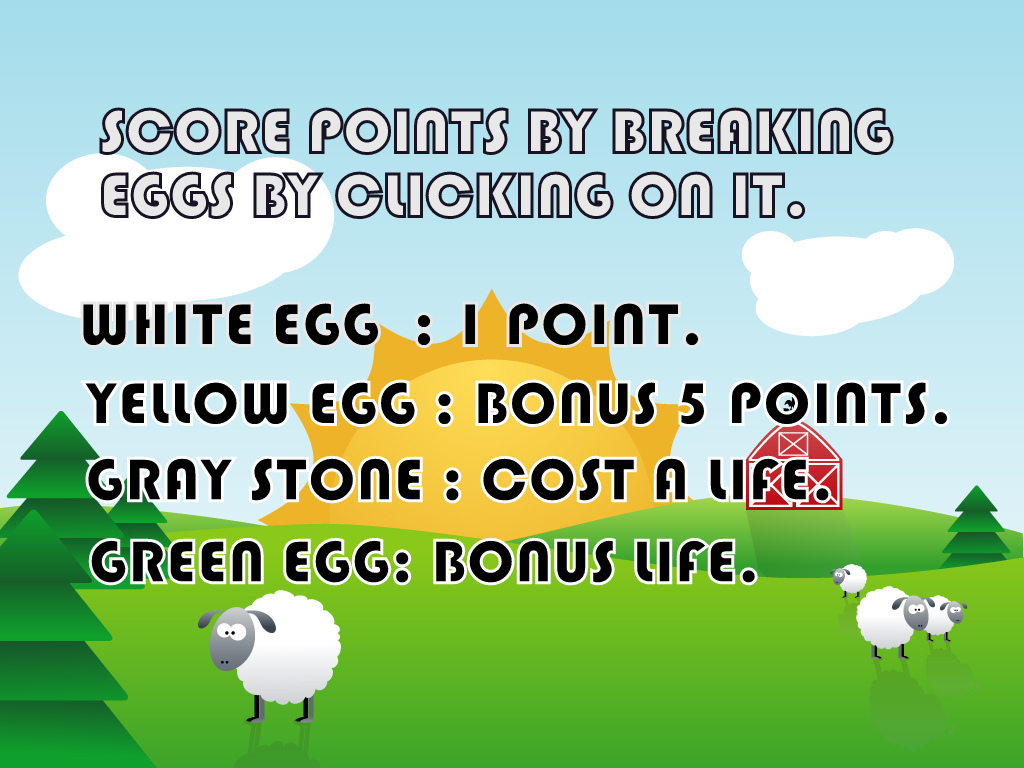 SCORE POINTS BY BREAKING
EGGS BY CLICKING ON IT.
WHITE EGG : 1 POINT.
YELLOW EGG : BONUS 5 POINTS.
GRAY STONE : COST A LIFE.
GREEN EGG: BONUS LIFE.